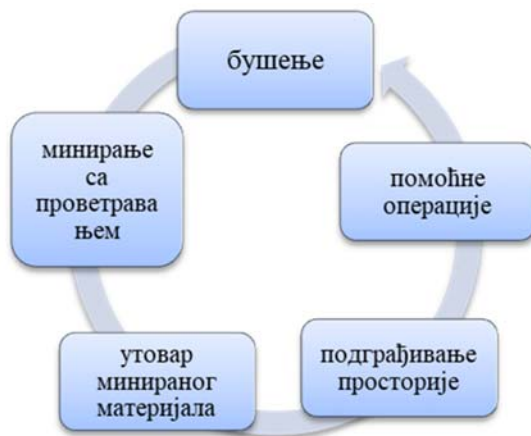 бушење
минирање
са
проветрава
њем
утовар
минираног
материјала
подграђивање
просторије
помоћне
операције